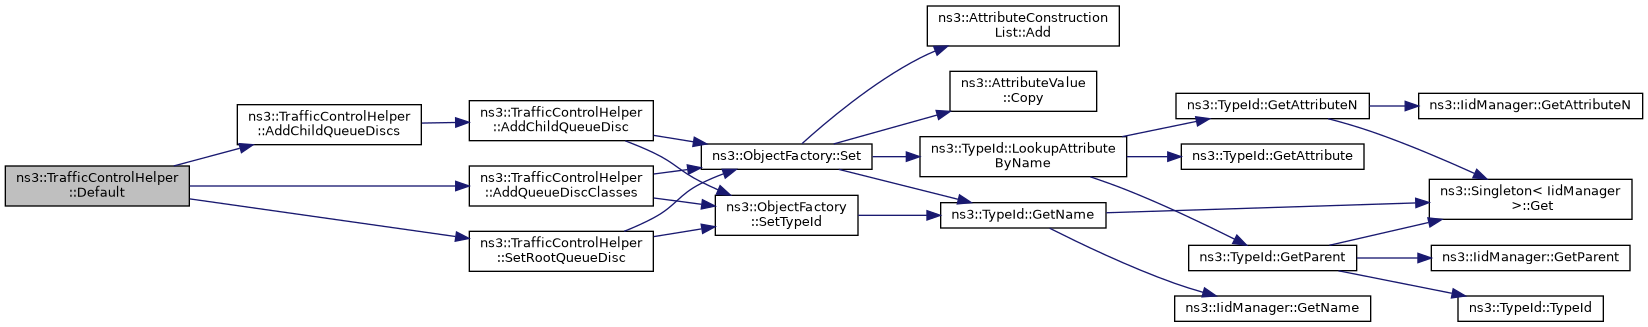 ns3::TrafficControlHelper
::Default
ns3::TrafficControlHelper
::AddChildQueueDiscs
ns3::TrafficControlHelper
::AddChildQueueDisc
ns3::TrafficControlHelper
::AddQueueDiscClasses
ns3::TrafficControlHelper
::SetRootQueueDisc
ns3::ObjectFactory::Set
ns3::ObjectFactory
::SetTypeId
ns3::AttributeConstruction
List::Add
ns3::AttributeValue
::Copy
ns3::TypeId::LookupAttribute
ByName
ns3::TypeId::GetName
ns3::TypeId::GetAttributeN
ns3::TypeId::GetAttribute
ns3::TypeId::GetParent
ns3::IidManager::GetName
ns3::IidManager::GetAttributeN
ns3::Singleton< IidManager
>::Get
ns3::IidManager::GetParent
ns3::TypeId::TypeId